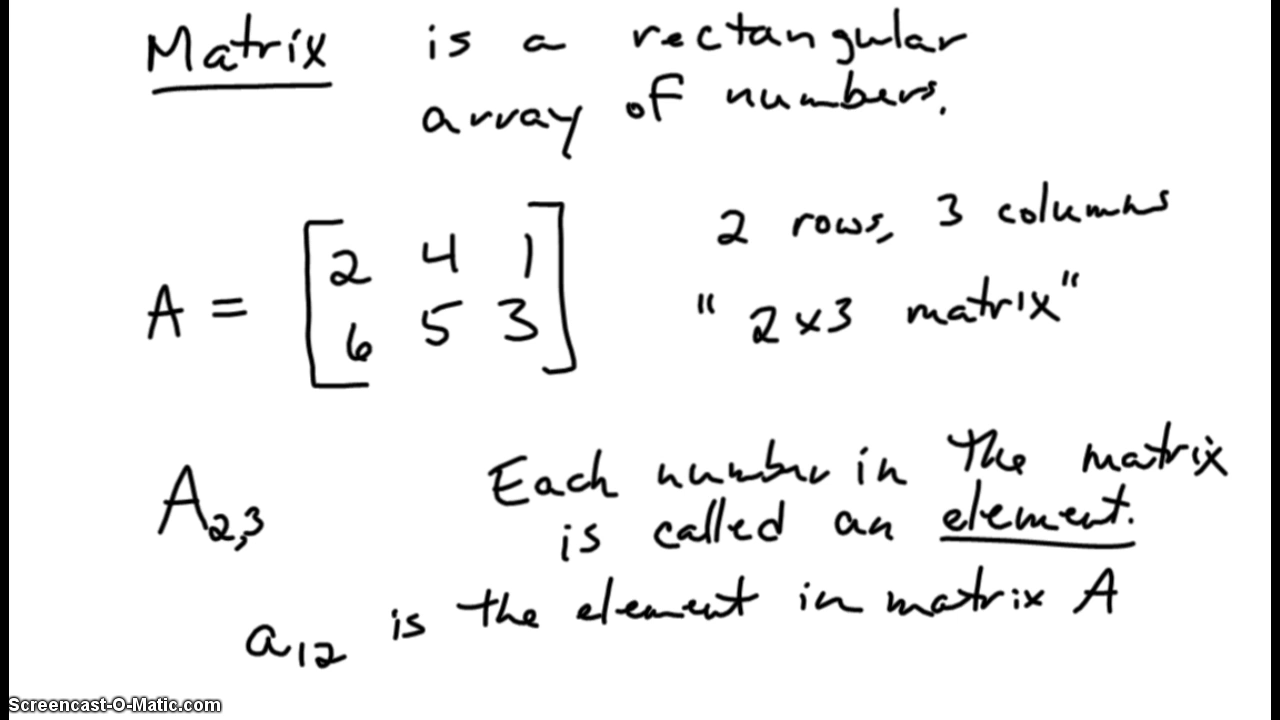 Matrix is a rectangular
array of numbers.
A = [ 2 4 1
6 5 3 ]
2 rows, 3 columns
" 2x3 matrix"
A2,3
Each number in the matrix
is called an element.
a12 is the element in matrix A
Screencast-O-Matic.com